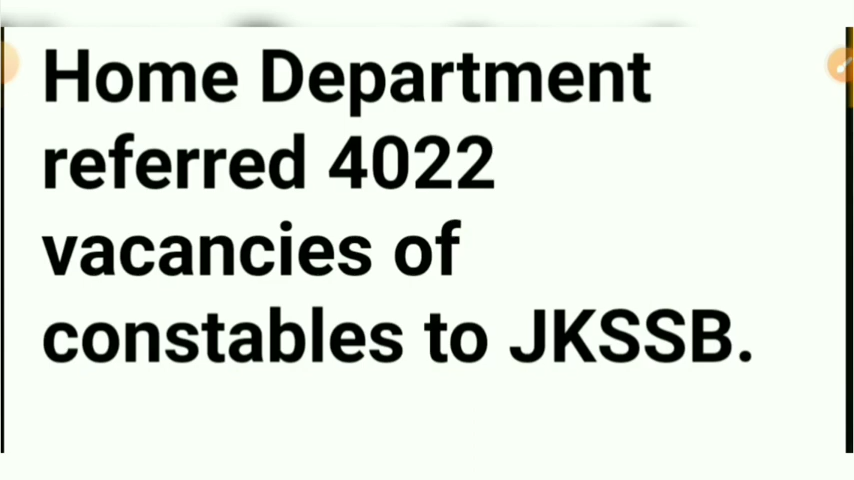 Home Department
referred 4022
vacancies of
constables to JKSSB.